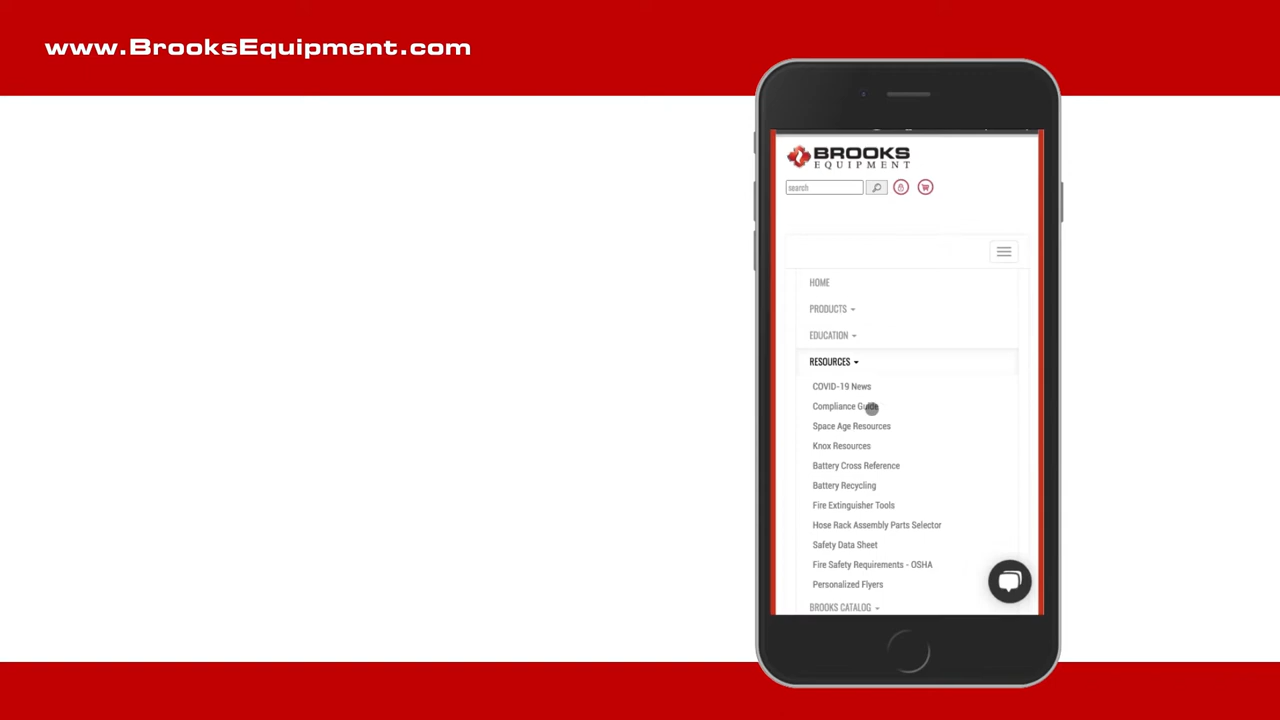 www.BrooksEquipment.com
BROOKS
EQUIPMENT
search
HOME
PRODUCTS
EDUCATION
RESOURCES
COVID-19 News
Compliance Guide
Space Age Resources
Knox Resources
Battery Cross Reference
Battery Recycling
Fire Extinguisher Tools
Hose Rack Assembly Parts Selector
Safety Data Sheet
Fire Safety Requirements - OSHA
Personalized Flyers
BROOKS CATALOG